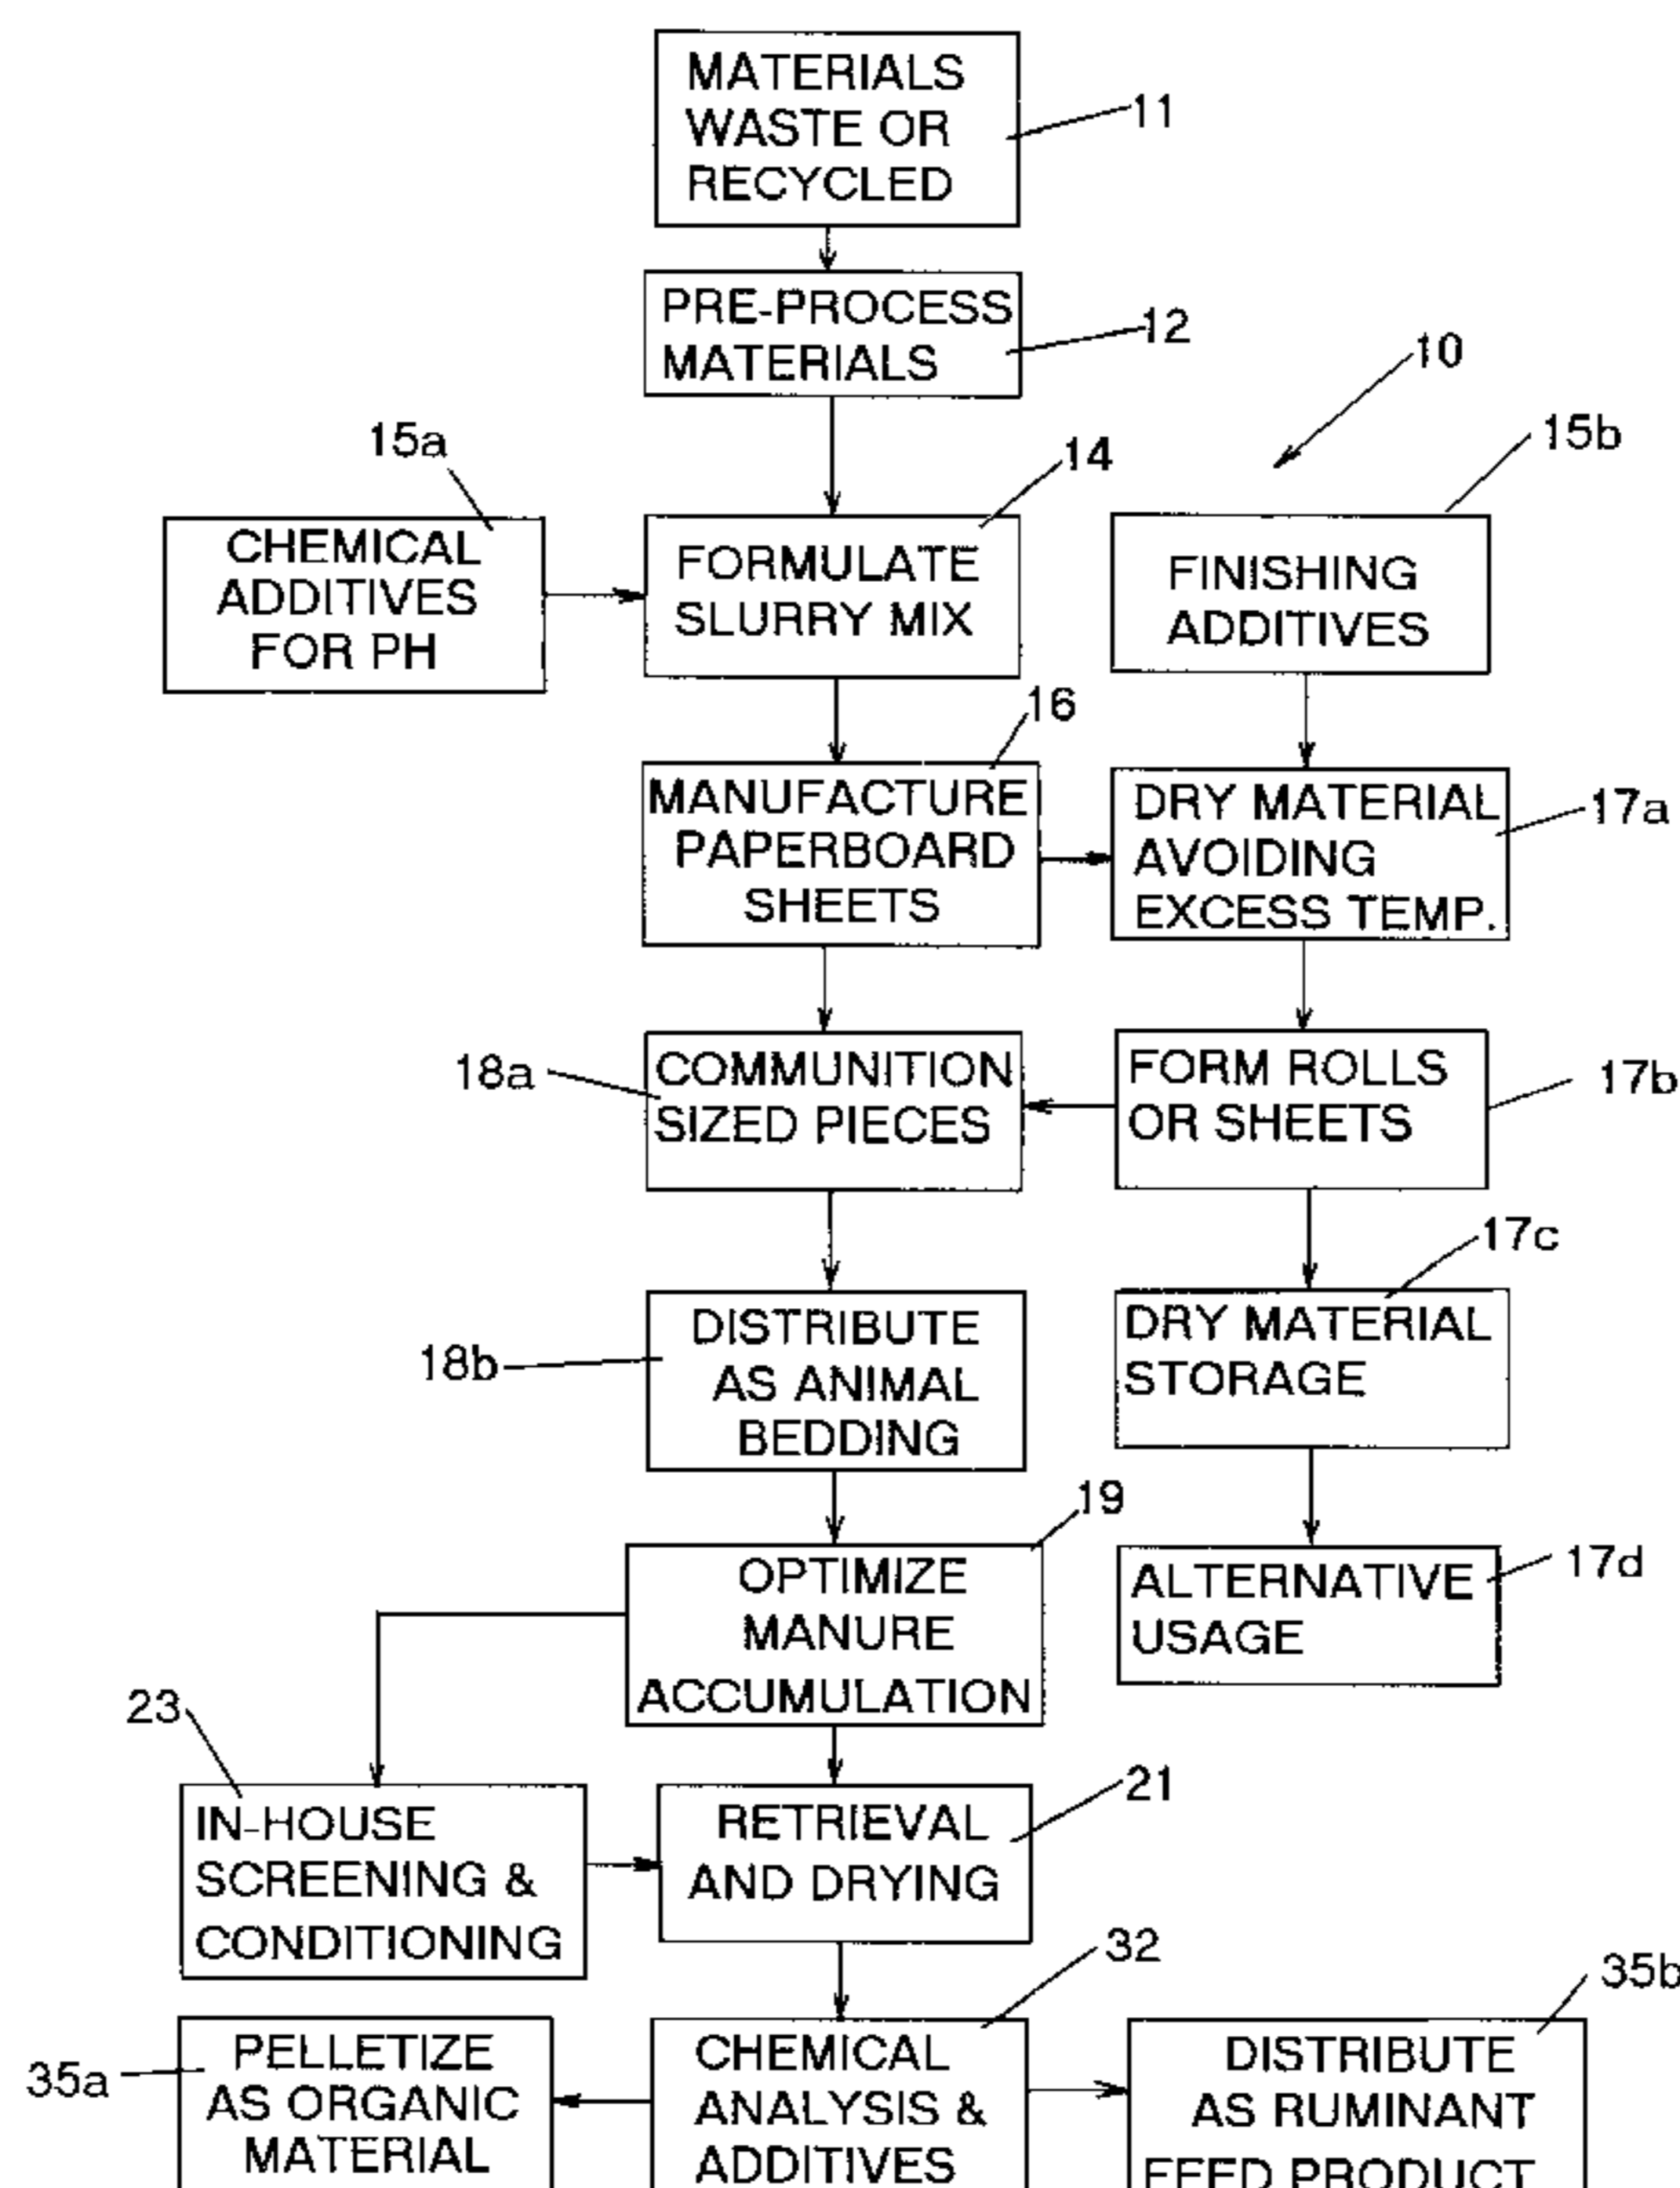 MATERIALS
WASTE OR
RECYCLED
11
PRE-PROCESS
MATERIALS
12
10
15a
15b
14
CHEMICAL
ADDITIVES
FOR PH
FORMULATE
SLURRY MIX
FINISHING
ADDITIVES
16
MANUFACTURE
PAPERBOARD
SHEETS
DRY MATERIAL
AVOIDING
EXCESS TEMP.
17a
18a
COMMUNITION
SIZED PIECES
FORM ROLLS
OR SHEETS
17b
17c
18b
DISTRIBUTE
AS ANIMAL
BEDDING
DRY MATERIAL
STORAGE
19
OPTIMIZE
MANURE
ACCUMULATION
ALTERNATIVE
USAGE
17d
23
IN-HOUSE
SCREENING &
CONDITIONING
RETRIEVAL
AND DRYING
21
32
35b
35a
PELLETIZE
AS ORGANIC
MATERIAL
CHEMICAL
ANALYSIS &
ADDITIVES
DISTRIBUTE
AS RUMINANT
FEED PRODUCT